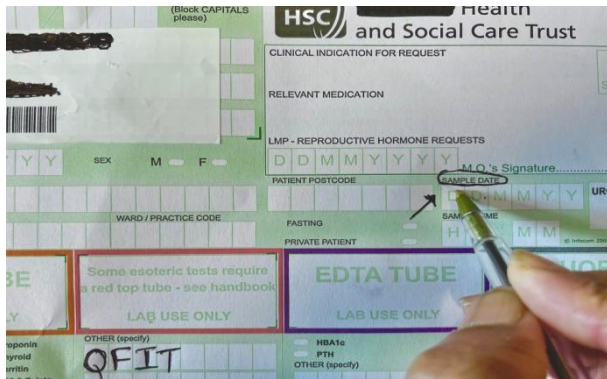 (Block CAPITALS
please)
HSC
Health
and Social Care Trust
CLINICAL INDICATION FOR REQUEST
RELEVANT MEDICATION
LMP - REPRODUCTIVE HORMONE REQUESTS
D D M M Y Y Y Y
M.O.'s Signature
Y Y Y
SEX M F
PATIENT POSTCODE
SAMPLE DATE
D D M M Y Y
UR
WARD / PRACTICE CODE
FASTING
H M M
PRIVATE PATIENT
© Infocom
BE
Some esoteric tests require
a red top tube - see handbook
EDTA TUBE
LY
LAB USE ONLY
LAB USE ONLY
OTHER (specify)
QFIT
HBA1c
PTH
OTHER (specify)